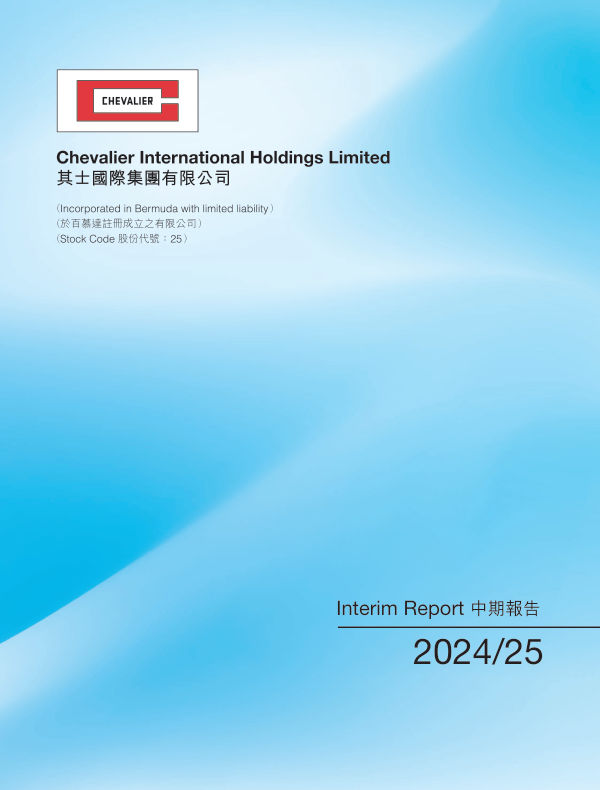 CHEVALIER
Chevalier International Holdings Limited
其士國際集團有限公司
(Incorporated in Bermuda with limited liability)
(於百慕達註冊成立之有限公司)
(Stock Code 股份代號：25)
Interim Report 中期報告
2024/25